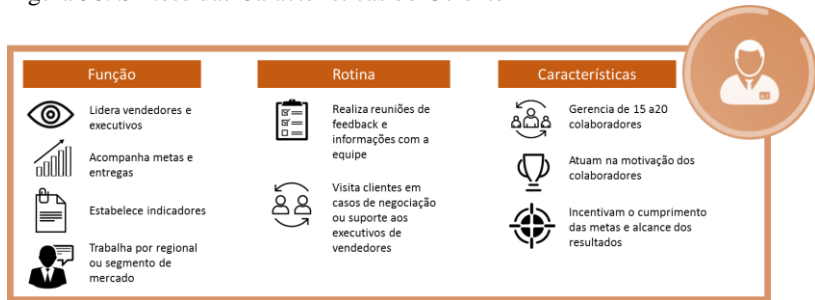 Função
Lidera vendedores e
executivos
Acompanha metas e
entregas
Estabelece indicadores
Trabalha por regional
ou segmento de
mercado
Rotina
Realiza reuniões de
feedback e
informações com a
equipe
Visita clientes em
casos de negociação
ou suporte aos
executivos de
vendedores
Características
Gerencia de 15 a20
colaboradores
Atuam na motivação dos
colaboradores
Incentivam o cumprimento
das metas e alcance dos
resultados